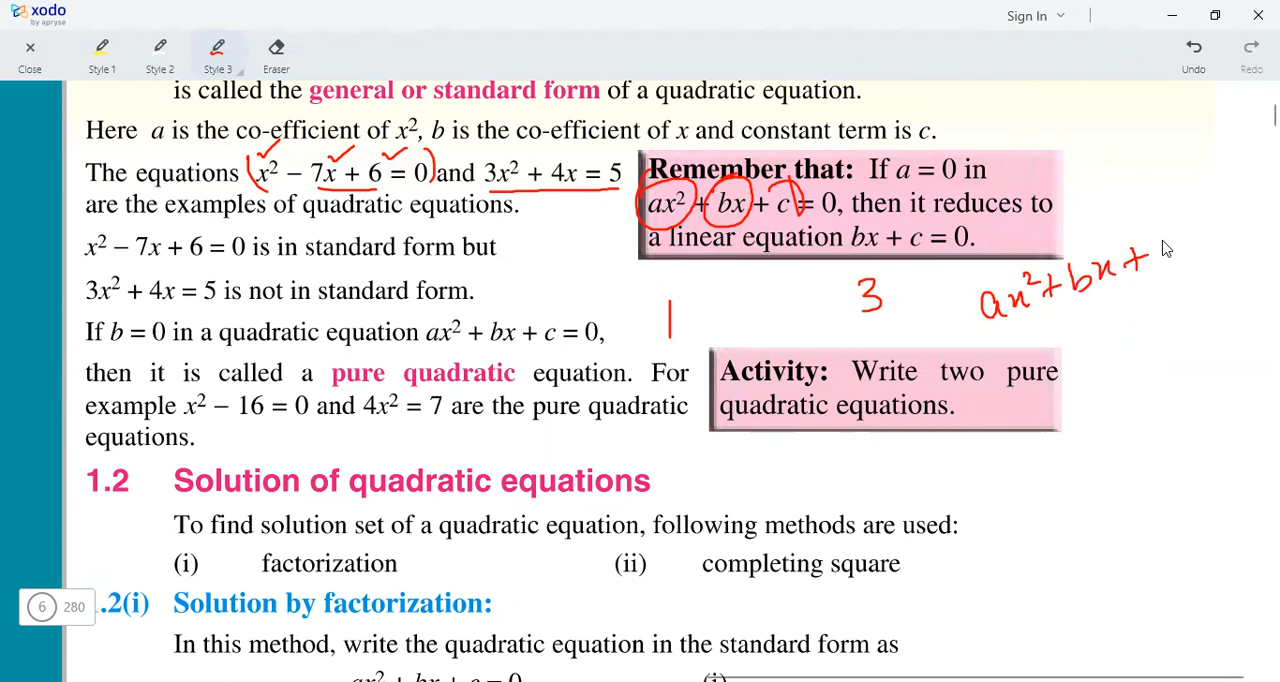 xodo
by apryse
Sign In
Close
Style 1
Style 2
Style 3
Eraser
Undo
Redo
is called the general or standard form of a quadratic equation.
Here a is the co-efficient of x², b is the co-efficient of x and constant term is c.
The equations (x² − 7x + 6 = 0) and 3x² + 4x = 5
are the examples of quadratic equations.
x² − 7x + 6 = 0 is in standard form but
3x² + 4x = 5 is not in standard form.
Remember that: If a = 0 in
ax² + bx + c = 0, then it reduces to
a linear equation bx + c = 0.
1
3
ax² + bx +
If b = 0 in a quadratic equation ax² + bx + c = 0,
then it is called a pure quadratic equation. For
example x² − 16 = 0 and 4x² = 7 are the pure quadratic
equations.
Activity: Write two pure
quadratic equations.
1.2 Solution of quadratic equations
To find solution set of a quadratic equation, following methods are used:
(i) factorization (ii) completing square
.2(i) Solution by factorization:
6 280
In this method, write the quadratic equation in the standard form as
ax² + bx + c = 0 (i)